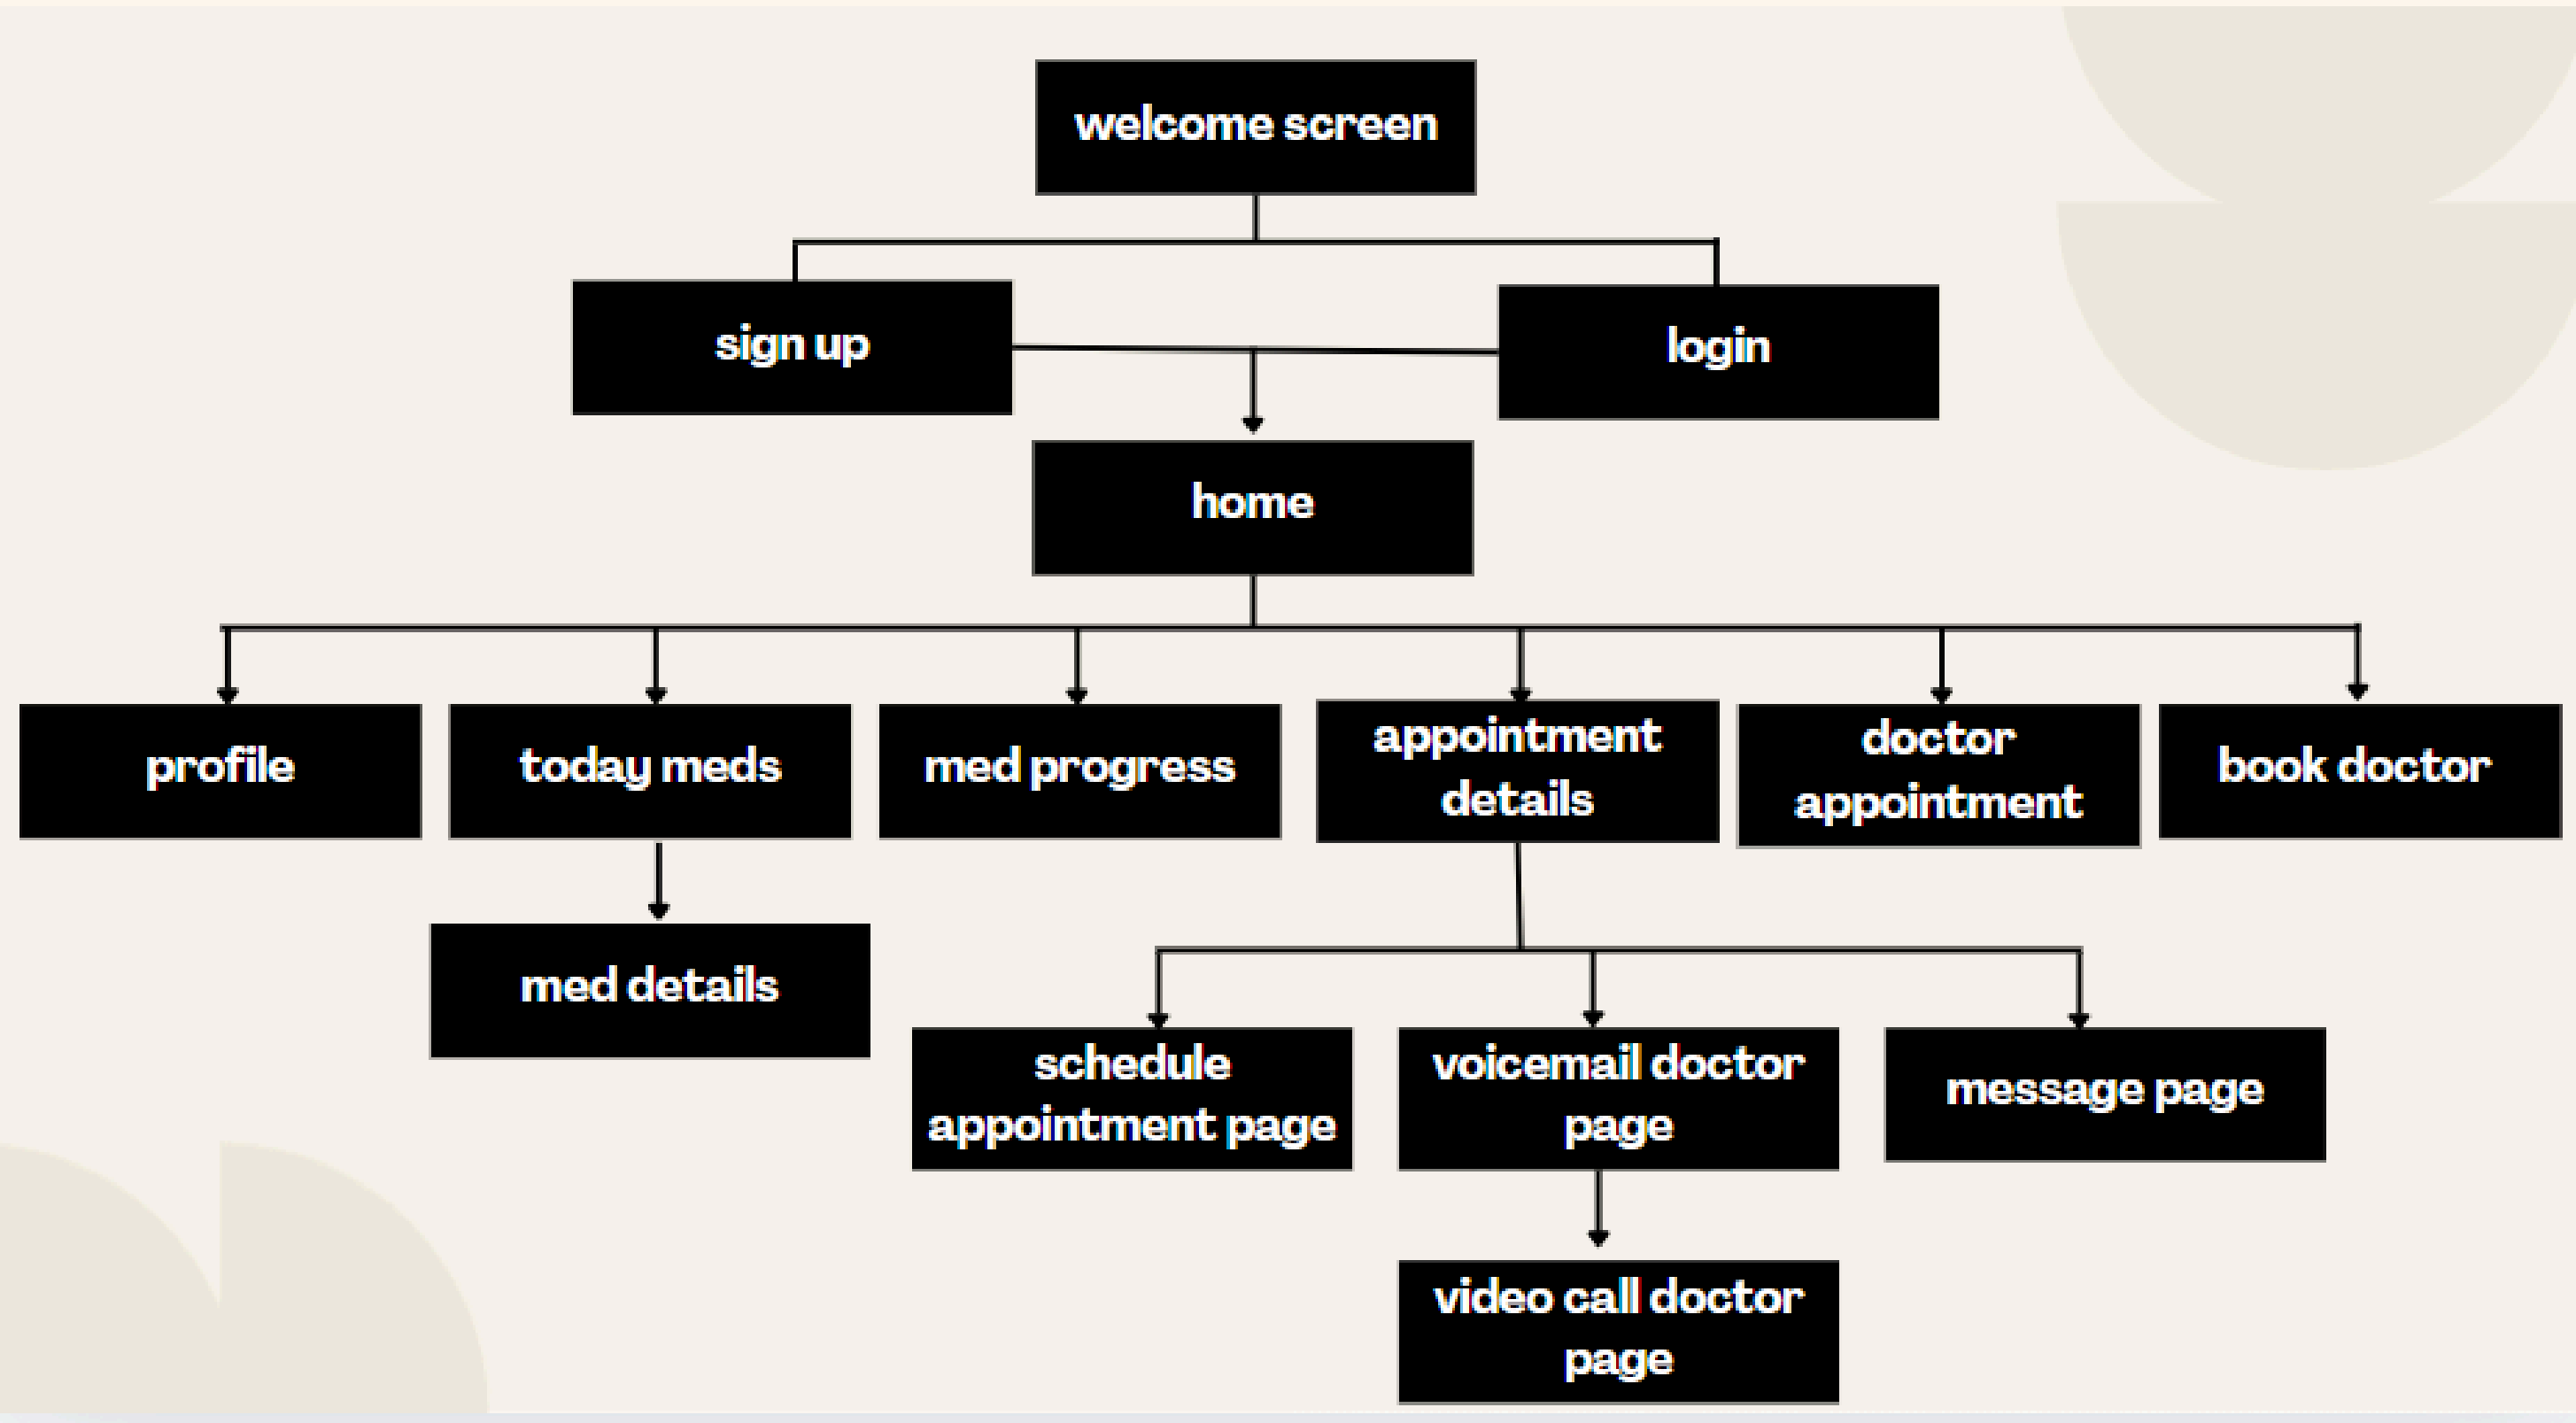 welcome screen
sign up
login
home
profile
today meds
med progress
appointment
details
doctor
appointment
book doctor
med details
schedule
appointment page
voicemail doctor
page
message page
video call doctor
page